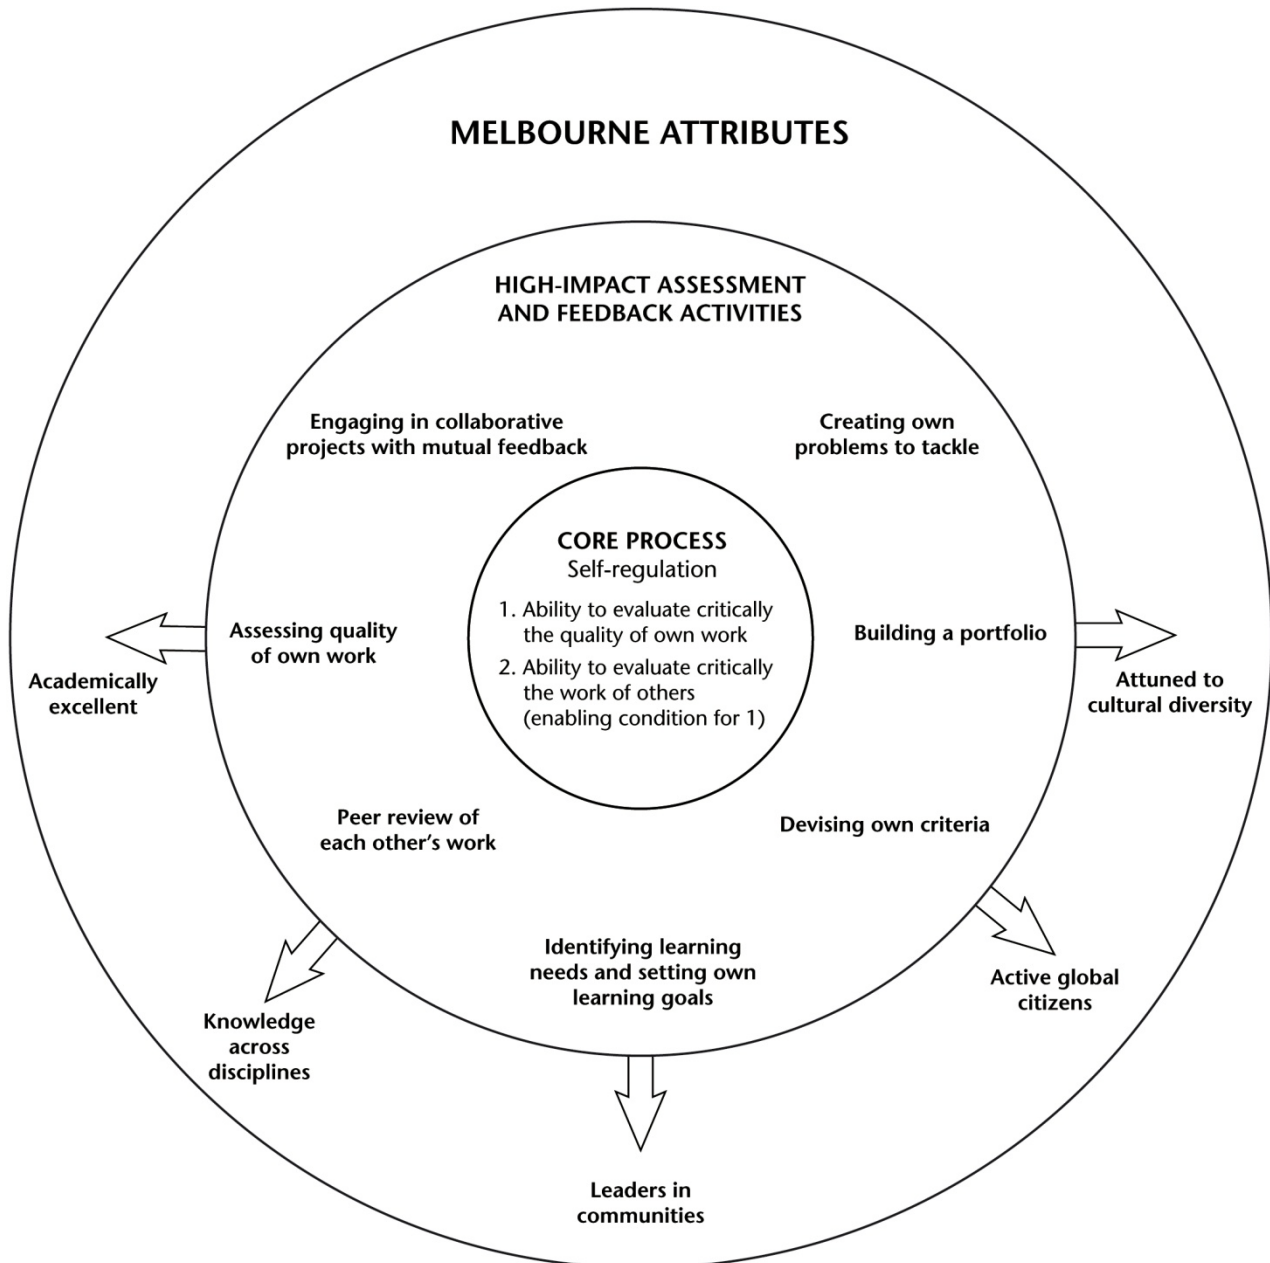 MELBOURNE ATTRIBUTES
HIGH-IMPACT ASSESSMENT
AND FEEDBACK ACTIVITIES
Engaging in collaborative
projects with mutual feedback
Creating own
problems to tackle
CORE PROCESS
Self-regulation
1. Ability to evaluate critically
the quality of own work
2. Ability to evaluate critically
the work of others
(enabling condition for 1)
Assessing quality
of own work
Building a portfolio
Academically
excellent
Attuned to
cultural diversity
Peer review of
each other’s work
Devising own criteria
Identifying learning
needs and setting own
learning goals
Active global
citizens
Knowledge
across
disciplines
Leaders in
communities